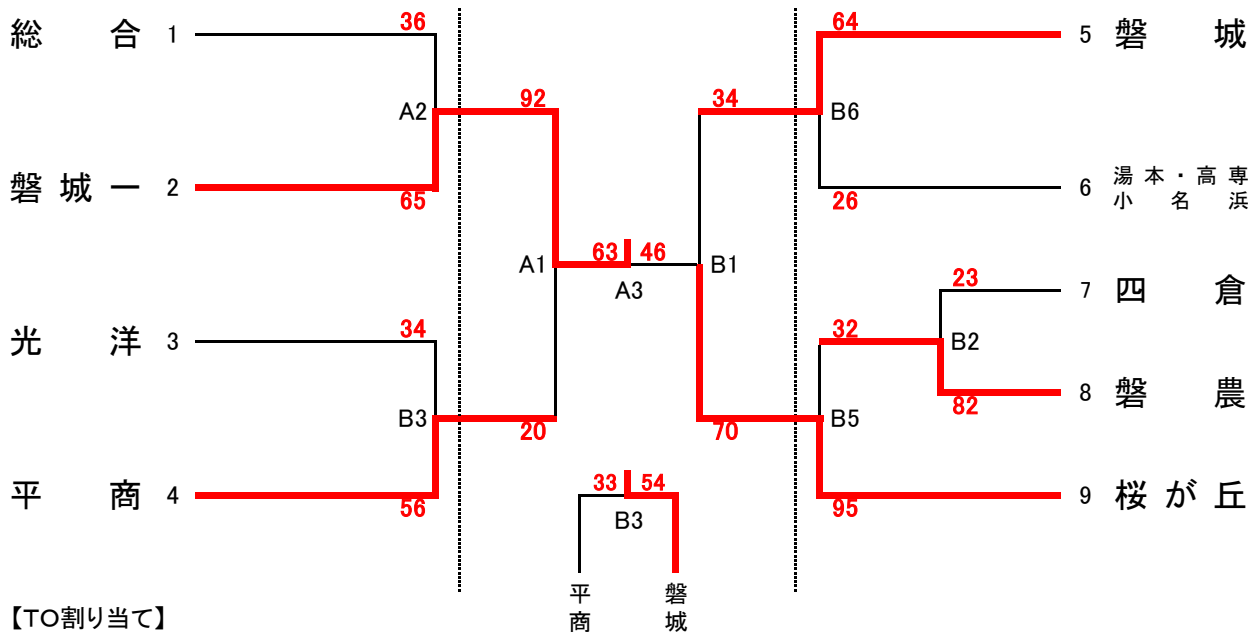 総合 1
36
64
5 磐城
92
34
A2
B6
磐城一 2
65
26
6 湯本・高専
小名浜
63 46
A1
B1
A3
23
7 四倉
光洋 3
34
32
B2
8 磐農
82
B3
20
70
B5
平商 4
56
33 54
95
9 桜が丘
B3
平商
磐城
【TO割り当て】